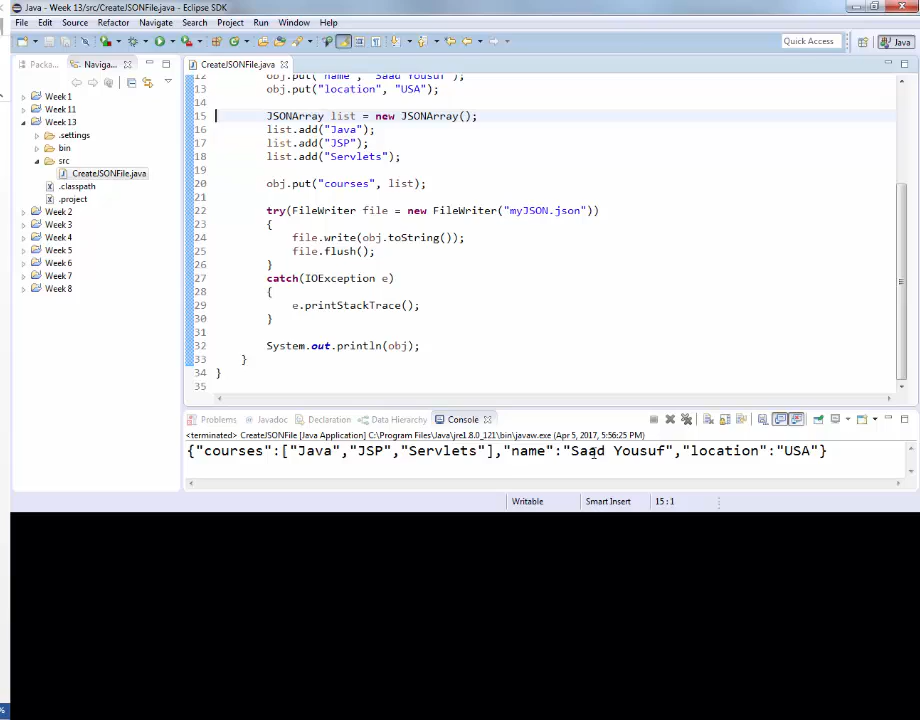 Java - Week 13/src/CreateJSONFile.java - Eclipse SDK
File Edit Source Refactor Navigate Search Project Run Window Help
Quick Access Java
Packa... Naviga... CreateJSONFile.java
Week 1
Week 11
Week 13
.settings
bin
src
CreateJSONFile.java
.classpath
.project
Week 2
Week 3
Week 4
Week 5
Week 6
Week 7
Week 8
12 obj.put("name", "Saad Yousuf");
13 obj.put("location", "USA");
14
15 JSONArray list = new JSONArray();
16 list.add("Java");
17 list.add("JSP");
18 list.add("Servlets");
19
20 obj.put("courses", list);
21
22 try(FileWriter file = new FileWriter("myJSON.json"))
23 {
24 file.write(obj.toString());
25 file.flush();
26 }
27 catch(IOException e)
28 {
29 e.printStackTrace();
30 }
31
32 System.out.println(obj);
33 }
34 }
35
Problems Javadoc Declaration Data Hierarchy Console
<terminated> CreateJSONFile [Java Application] C:\Program Files\Java\jre1.8.0_121\bin\javaw.exe (Apr 5, 2017, 5:56:25 PM)
{"courses":["Java","JSP","Servlets"],"name":"Saad Yousuf","location":"USA"}
Writable Smart Insert 15 : 1
%